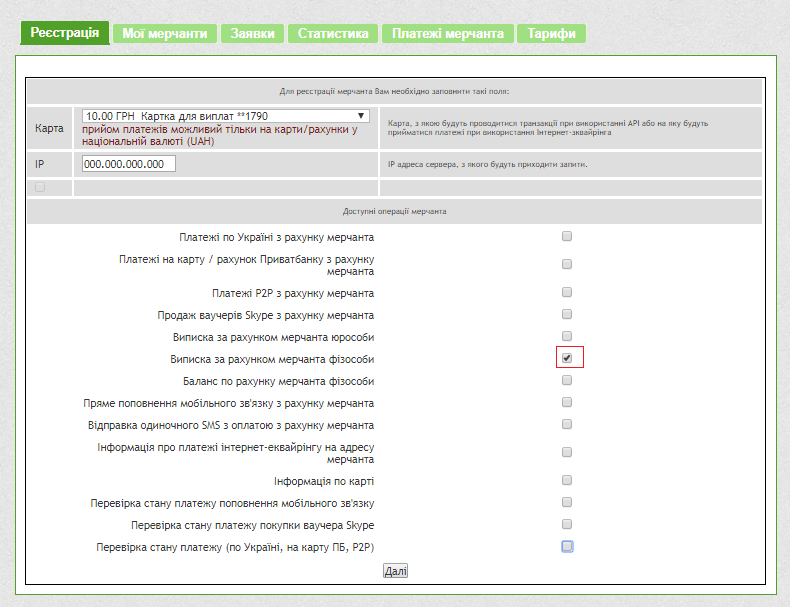 Реєстрація Мої мерчанти Заявки Статистика Платежі мерчанта Тарифи
Для реєстрації мерчанта Вам необхідно заповнити такі поля:
Карта
10.00 ГРН Картка для виплат **1790
прийом платежів можливий тільки на карти/рахунки у
національній валюті (UAH)
Карта, з якою будуть проводитися транзакції при використанні API або на яку будуть
прийматися платежі при використання Інтернет-эквайрінга
IP 000.000.000.000 IP адреса сервера, з якого будуть приходити запити.
Доступні операції мерчанта
Платежі по Україні з рахунку мерчанта
Платежі на карту / рахунок Приватбанку з рахунку
мерчанта
Платежі P2P з рахунку мерчанта
Продаж ваучерів Skype з рахунку мерчанта
Виписка за рахунком мерчанта юрособи
Виписка за рахунком мерчанта фізособи
Баланс по рахунку мерчанта фізособи
Пряме поповнення мобільного зв'язку з рахунку мерчанта
Відправка одиночного SMS з оплатою з рахунку мерчанта
Інформація про платежі інтернет-еквайрінгу на адресу
мерчанта
Інформація по карті
Перевірка стану платежу поповнення мобільного зв'язку
Перевірка стану платежу покупки ваучера Skype
Перевірка стану платежу (по Україні, на карту ПБ, P2P)
Далі